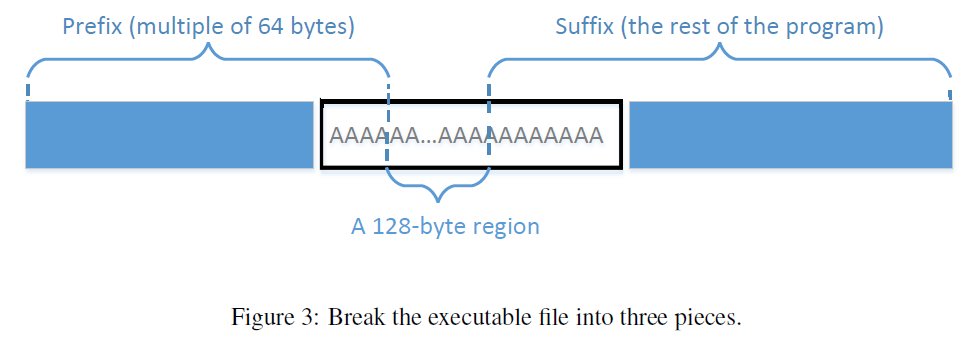 Prefix (multiple of 64 bytes)
Suffix (the rest of the program)
AAAAAA...AAAAAAAAAAAA
A 128-byte region
Figure 3: Break the executable file into three pieces.